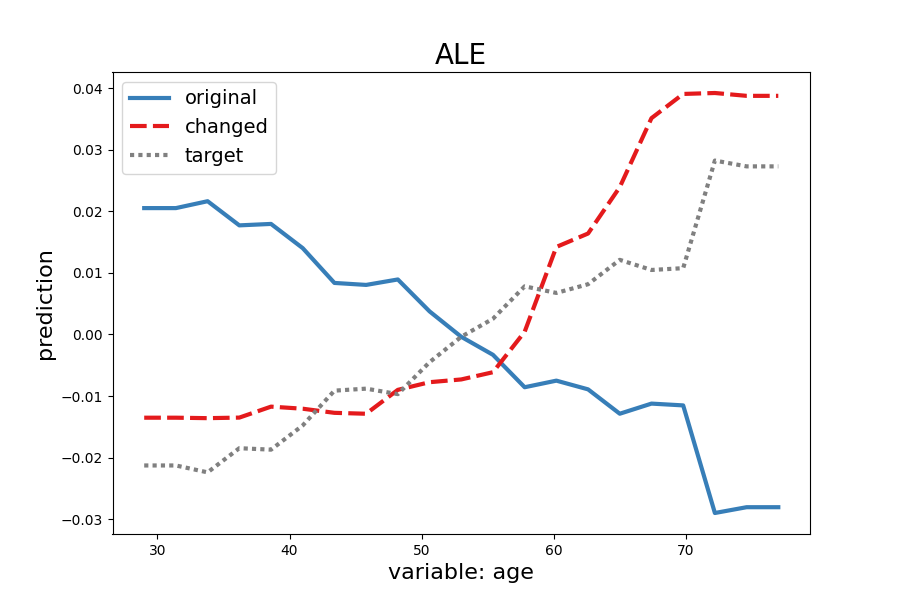 ALE
original
changed
target
0.04
0.03
0.02
0.01
0.00
−0.01
−0.02
−0.03
prediction
30 40 50 60 70
variable: age